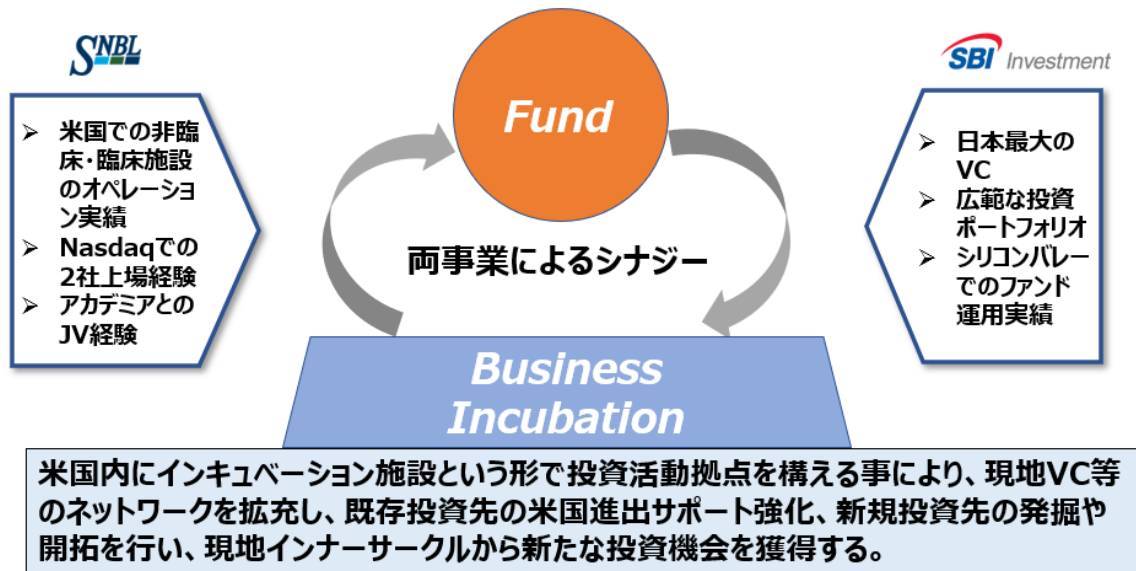 SNBL
SBI Investment
Fund
➢ 米国での非臨
床・臨床施設
のオペレーショ
ン実績
➢ Nasdaqでの
2社上場経験
➢ アカデミアとの
JV経験
➢ 日本最大の
VC
➢ 広範な投資
ポートフォリオ
➢ シリコンバレー
でのファンド
運用実績
両事業によるシナジー
Business
Incubation
米国内にインキュベーション施設という形で投資活動拠点を構える事により、現地VC等
のネットワークを拡充し、既存投資先の米国進出サポート強化、新規投資先の発掘や
開拓を行い、現地インナーサークルから新たな投資機会を獲得する。